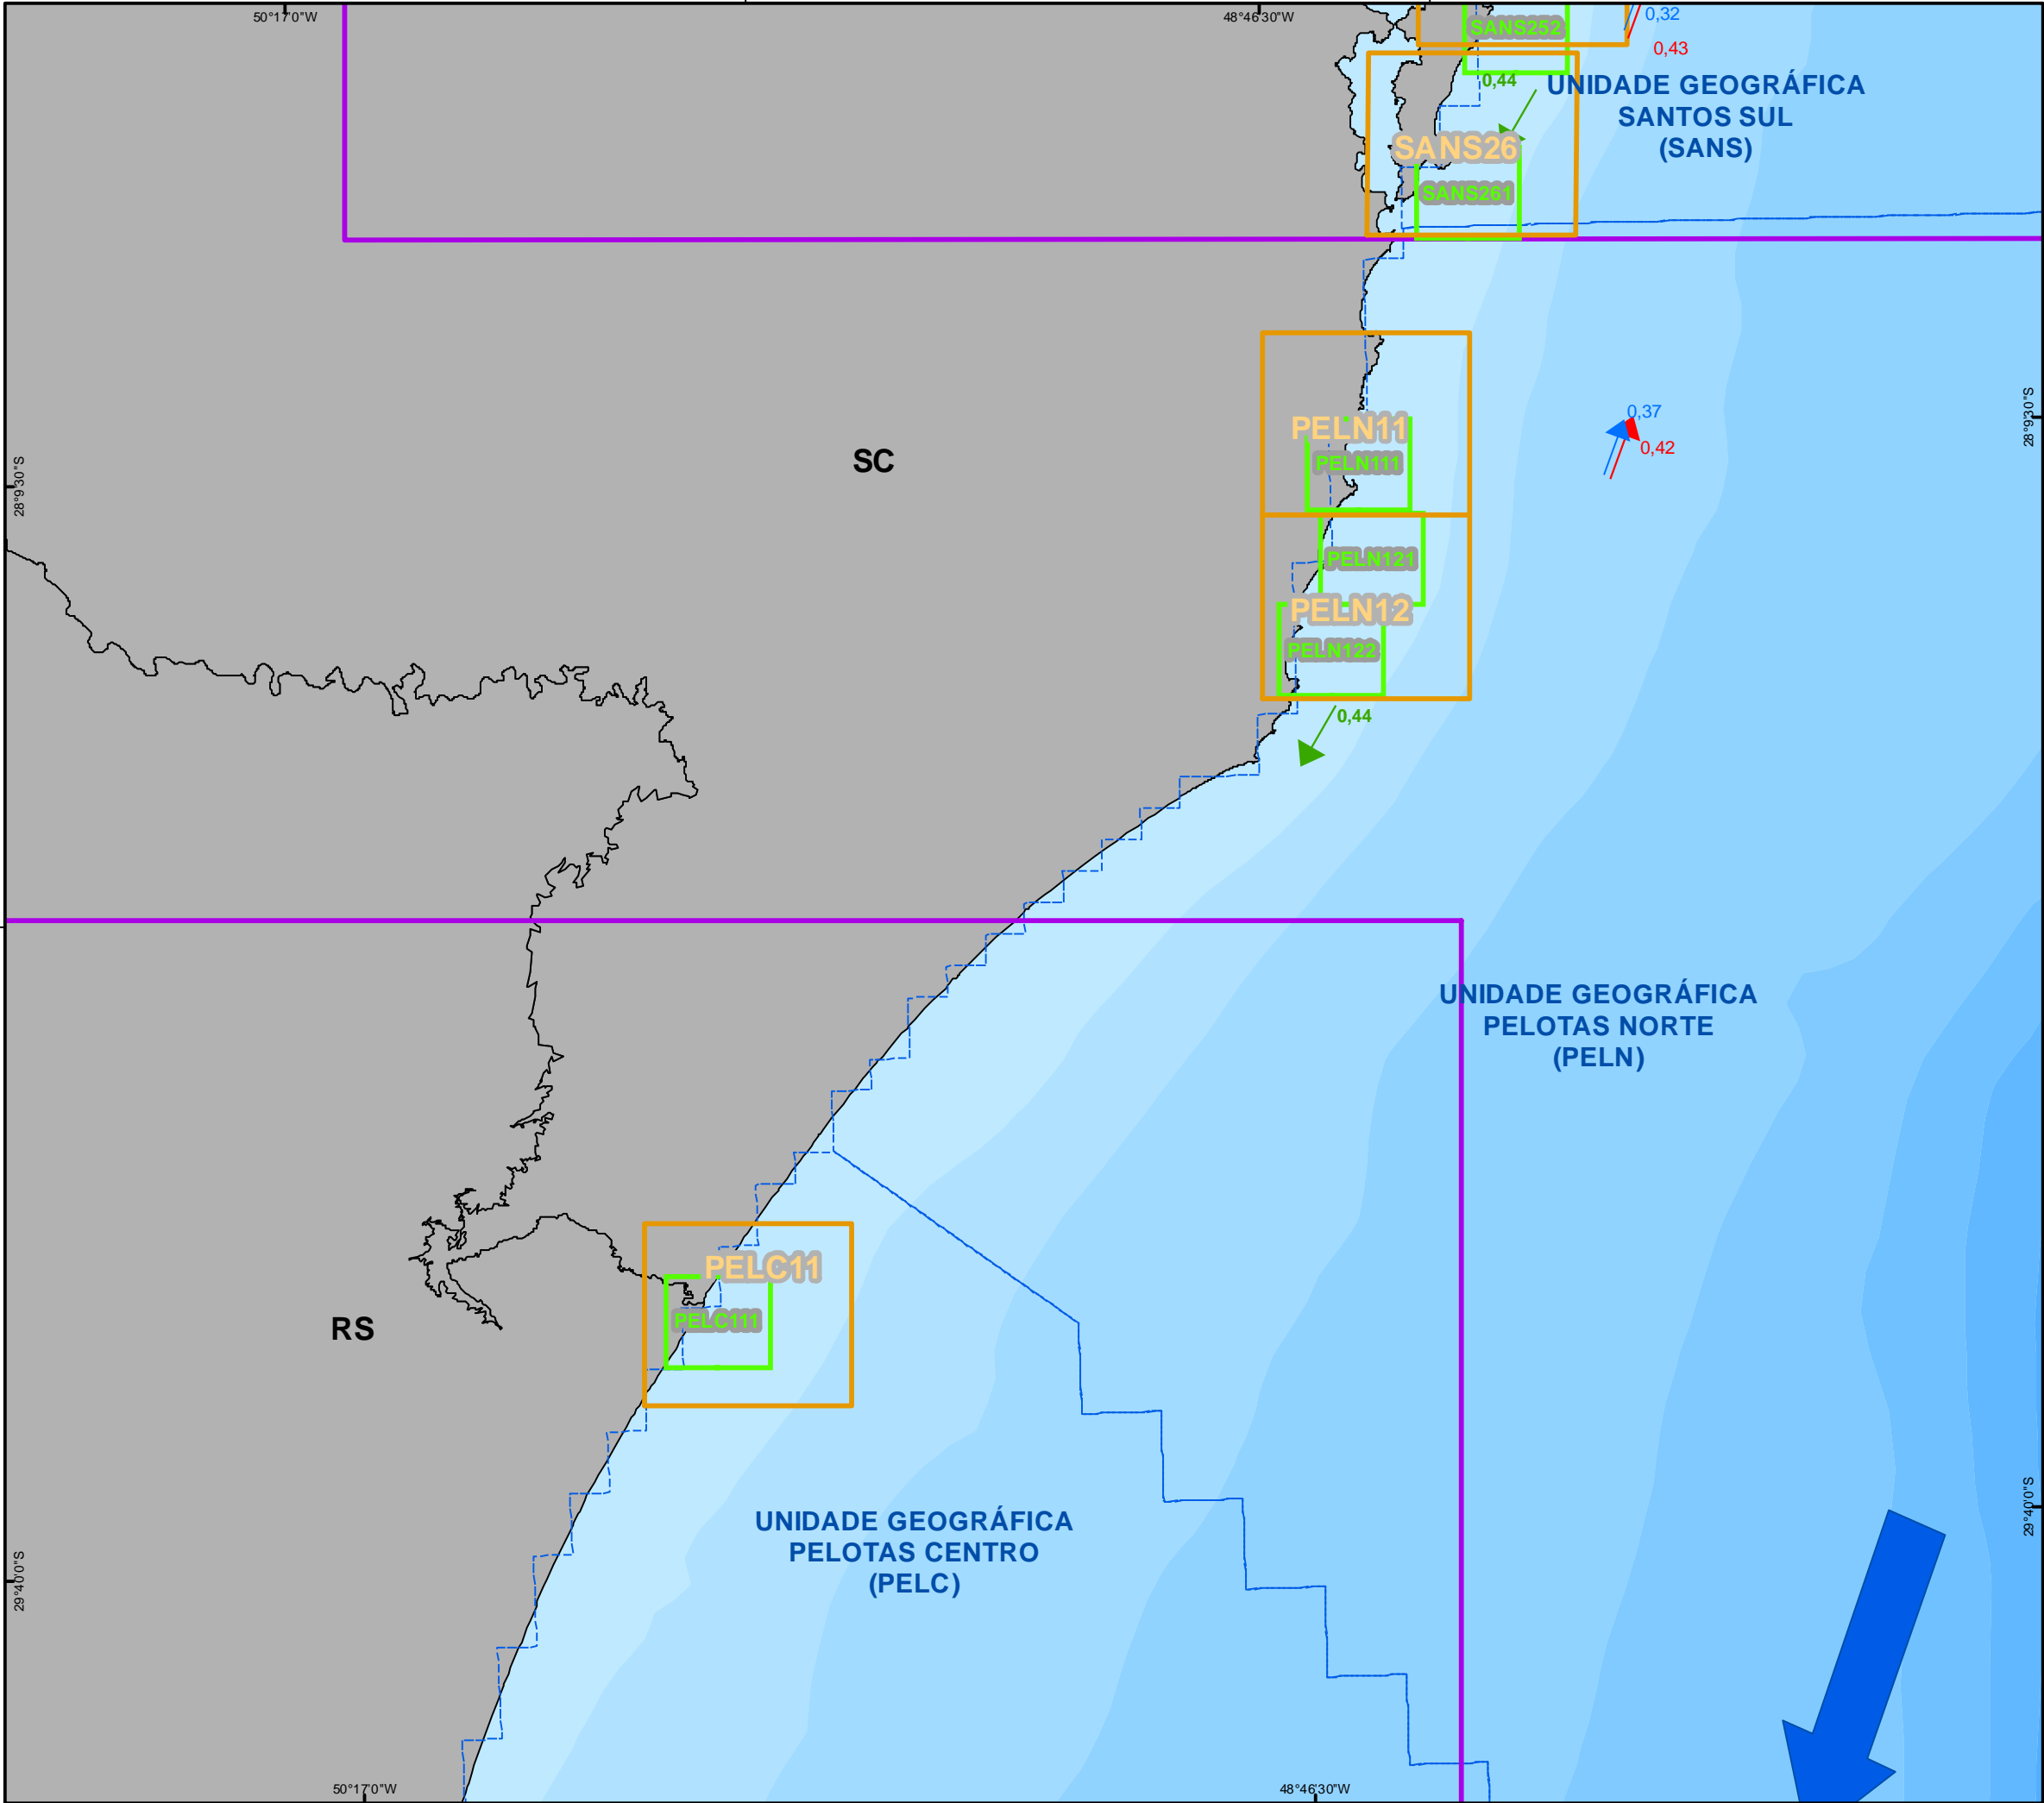 50°17'0"W
48°46'30"W
0,32
SANS252
0,43
0,44
UNIDADE GEOGRÁFICA
SANTOS SUL
(SANS)
SANS26
SANS261
28°9'30"S
0,37
PELN11
0,42
SC
PELN111
28°9'30"S
PELN121
PELN12
PELN122
0,44
UNIDADE GEOGRÁFICA
PELOTAS NORTE
(PELN)
PELC11
PELC111
RS
UNIDADE GEOGRÁFICA
PELOTAS CENTRO
(PELC)
29°40'0"S
29°40'0"S
50°17'0"W
48°46'30"W